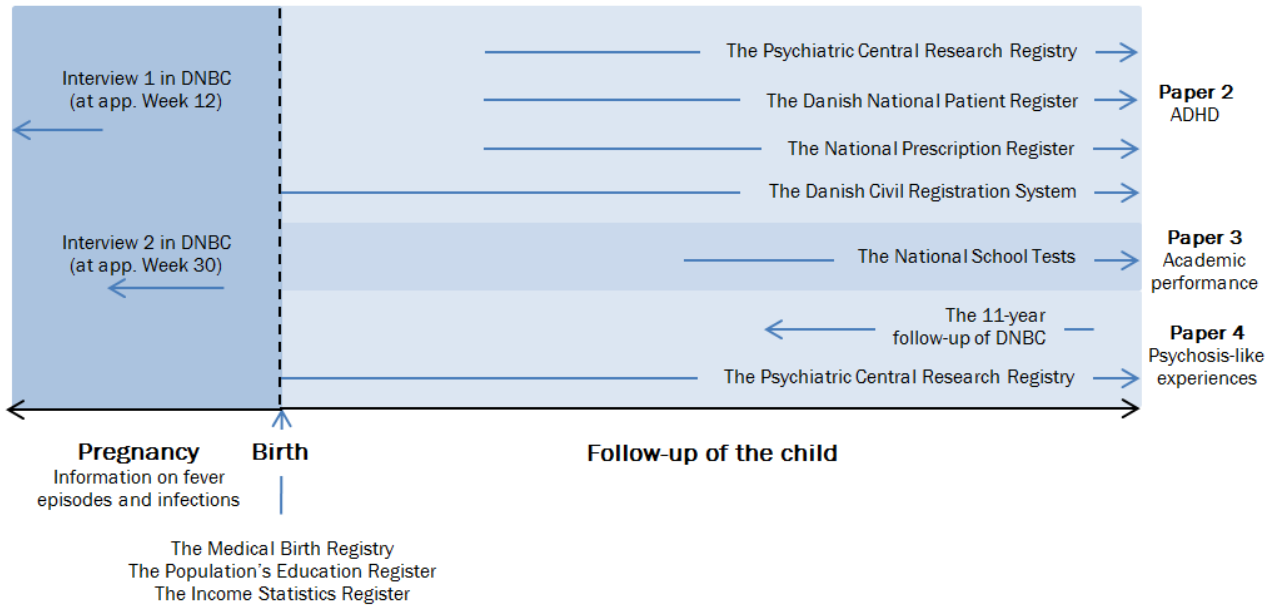 Interview 1 in DNBC
(at app. Week 12)
Interview 2 in DNBC
(at app. Week 30)
The Psychiatric Central Research Registry
The Danish National Patient Register
The National Prescription Register
The Danish Civil Registration System
Paper 2
ADHD
The National School Tests
Paper 3
Academic
performance
The 11-year
follow-up of DNBC
The Psychiatric Central Research Registry
Paper 4
Psychosis-like
experiences
Pregnancy
Information on fever
episodes and infections
Birth
Follow-up of the child
The Medical Birth Registry
The Population's Education Register
The Income Statistics Register